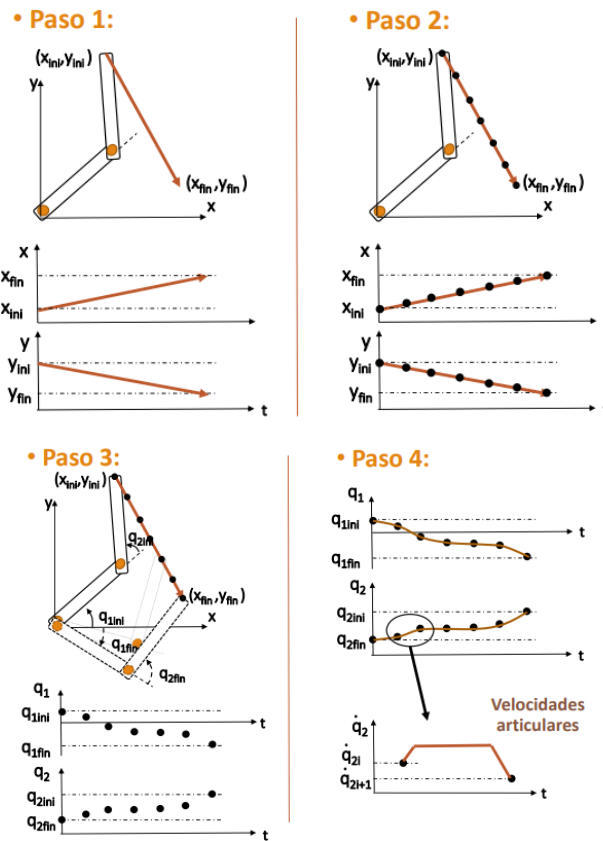 • Paso 1:
(xini,yini)
y
(xfin,yfin)
x
x
xfin
xini
y
yini
yfin
t
• Paso 2:
(xini,yini)
y
(xfin,yfin)
x
x
xfin
xini
y
yini
yfin
t
• Paso 3:
(xini,yini)
y
q2ini
(xfin,yfin)
q1ini
x
q1fin
q2fin
q1
q1ini
t
q1fin
q2
q2ini
q2fin
t
• Paso 4:
q1
q1ini
t
q1fin
q2
q2ini
q2fin
t
Velocidades
articulares
q̇2
q̇2i
q̇2i+1
t